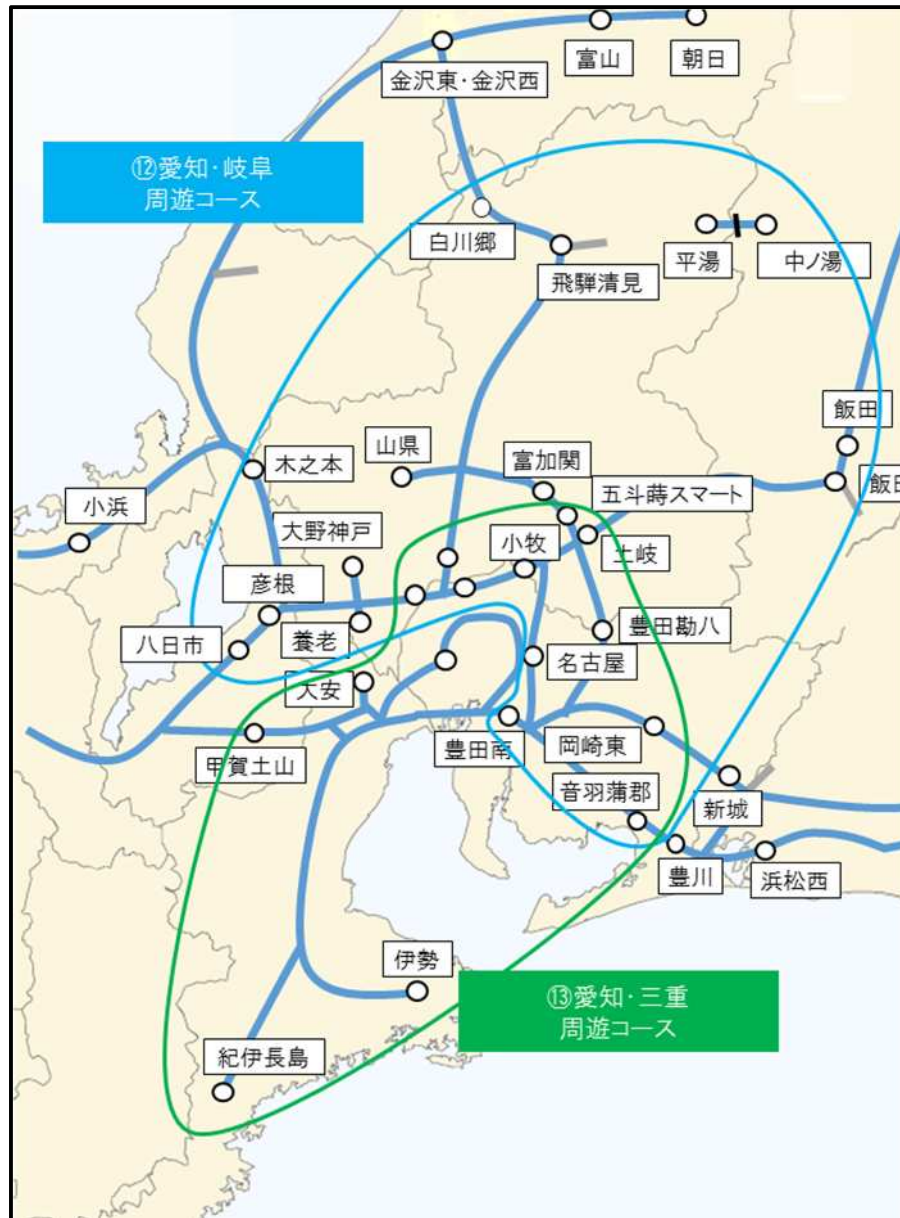 富山
朝日
金沢東・金沢西
⑫愛知・岐阜
周遊コース
白川郷
平湯
中ノ湯
飛騨清見
飯田
木之本
山県
富加関
飯田
五斗蒔スマート
小浜
大野神戸
小牧
土岐
彦根
養老
豊田勘八
八日市
名古屋
大安
甲賀土山
豊田南
岡崎東
音羽蒲郡
新城
豊川
浜松西
伊勢
⑬愛知・三重
周遊コース
紀伊長島